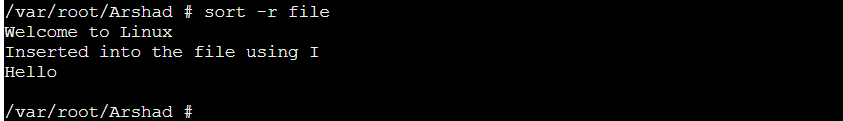 /var/root/Arshad # sort -r file
Welcome to Linux
Inserted into the file using I
Hello

/var/root/Arshad #